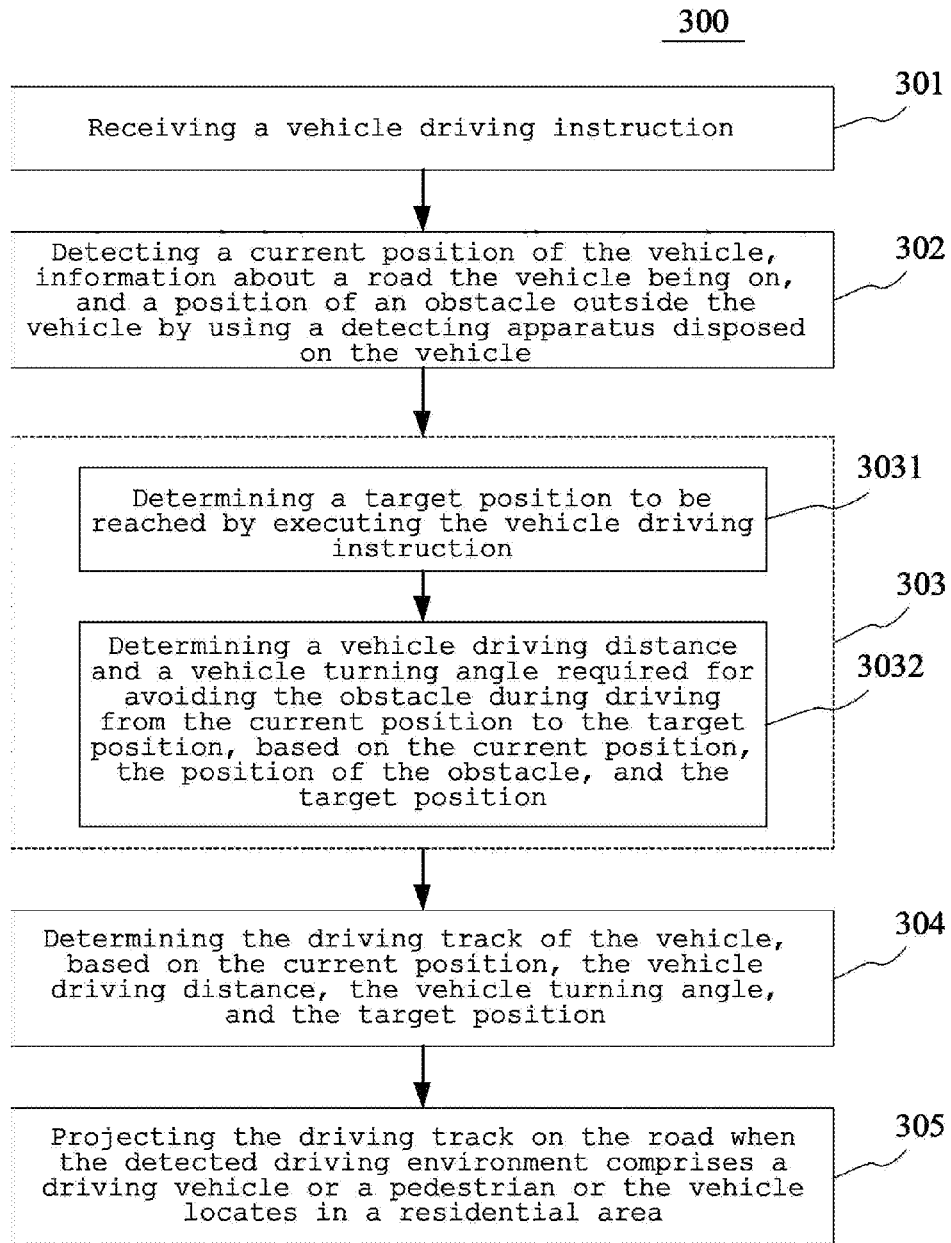 300
301
Receiving a vehicle driving instruction
302
Detecting a current position of the vehicle,
information about a road the vehicle being on,
and a position of an obstacle outside the
vehicle by using a detecting apparatus disposed
on the vehicle
3031
Determining a target position to be
reached by executing the vehicle driving
instruction
303
3032
Determining a vehicle driving distance
and a vehicle turning angle required for
avoiding the obstacle during driving
from the current position to the target
position, based on the current position,
the position of the obstacle, and the
target position
304
Determining the driving track of the vehicle,
based on the current position, the vehicle
driving distance, the vehicle turning angle,
and the target position
305
Projecting the driving track on the road when
the detected driving environment comprises a
driving vehicle or a pedestrian or the vehicle
locates in a residential area